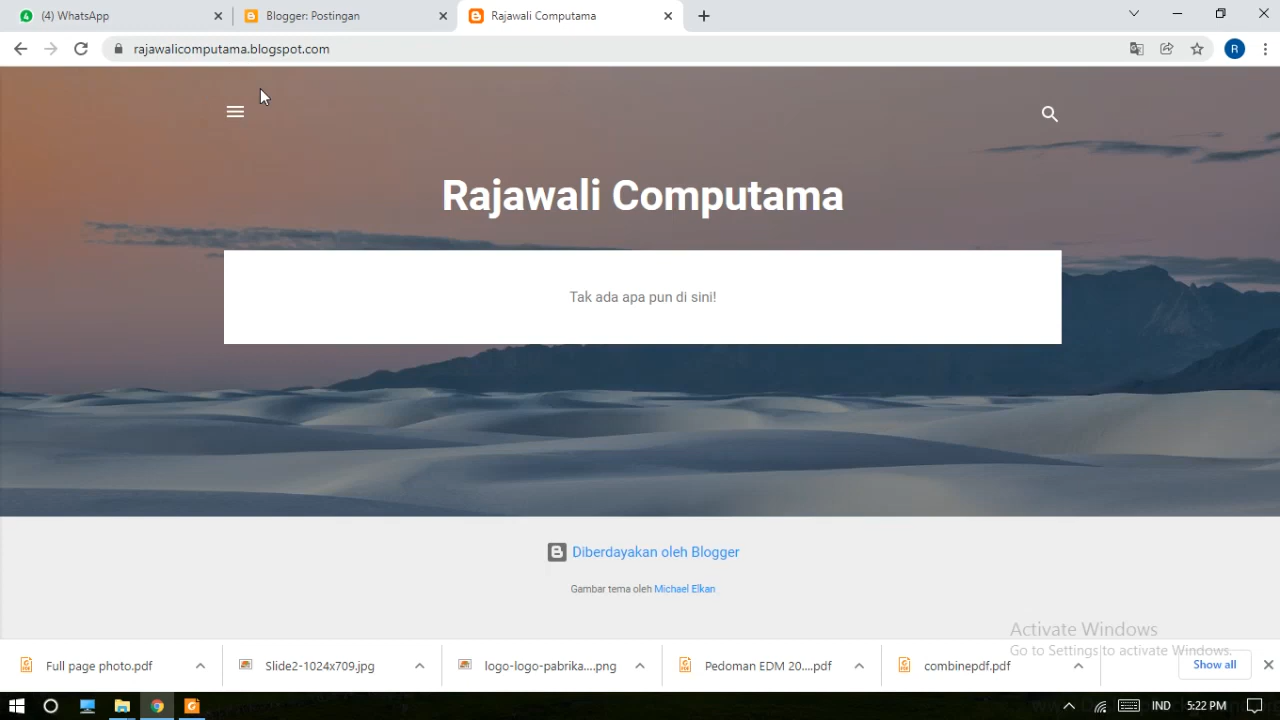 (4) WhatsApp
Blogger: Postingan
Rajawali Computama
rajawalicomputama.blogspot.com
R
Rajawali Computama
Tak ada apa pun di sini!
Diberdayakan oleh Blogger
Gambar tema oleh Michael Elkan
Activate Windows
Go to Settings to activate Windows.
Full page photo.pdf
Slide2-1024x709.jpg
logo-logo-pabrika....png
Pedoman EDM 20....pdf
combinepdf.pdf
Show all
IND
5:22 PM